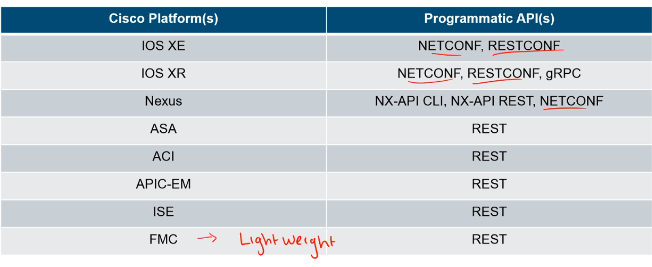 Cisco Platform(s) Programmatic API(s)
IOS XE NETCONF, RESTCONF
IOS XR NETCONF, RESTCONF, gRPC
Nexus NX-API CLI, NX-API REST, NETCONF
ASA REST
ACI REST
APIC-EM REST
ISE REST
FMC → Light weight REST